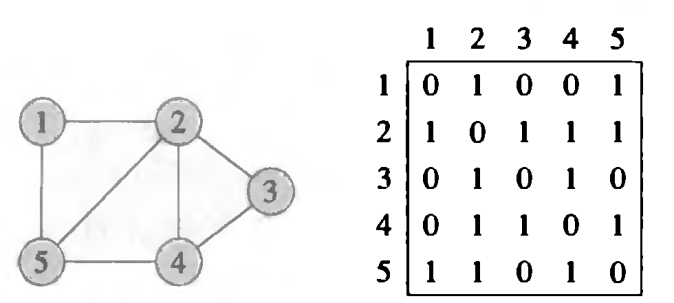 1 2
3
5 4
1 2 3 4 5
1 0 1 0 0 1
2 1 0 1 1 1
3 0 1 0 1 0
4 0 1 1 0 1
5 1 1 0 1 0